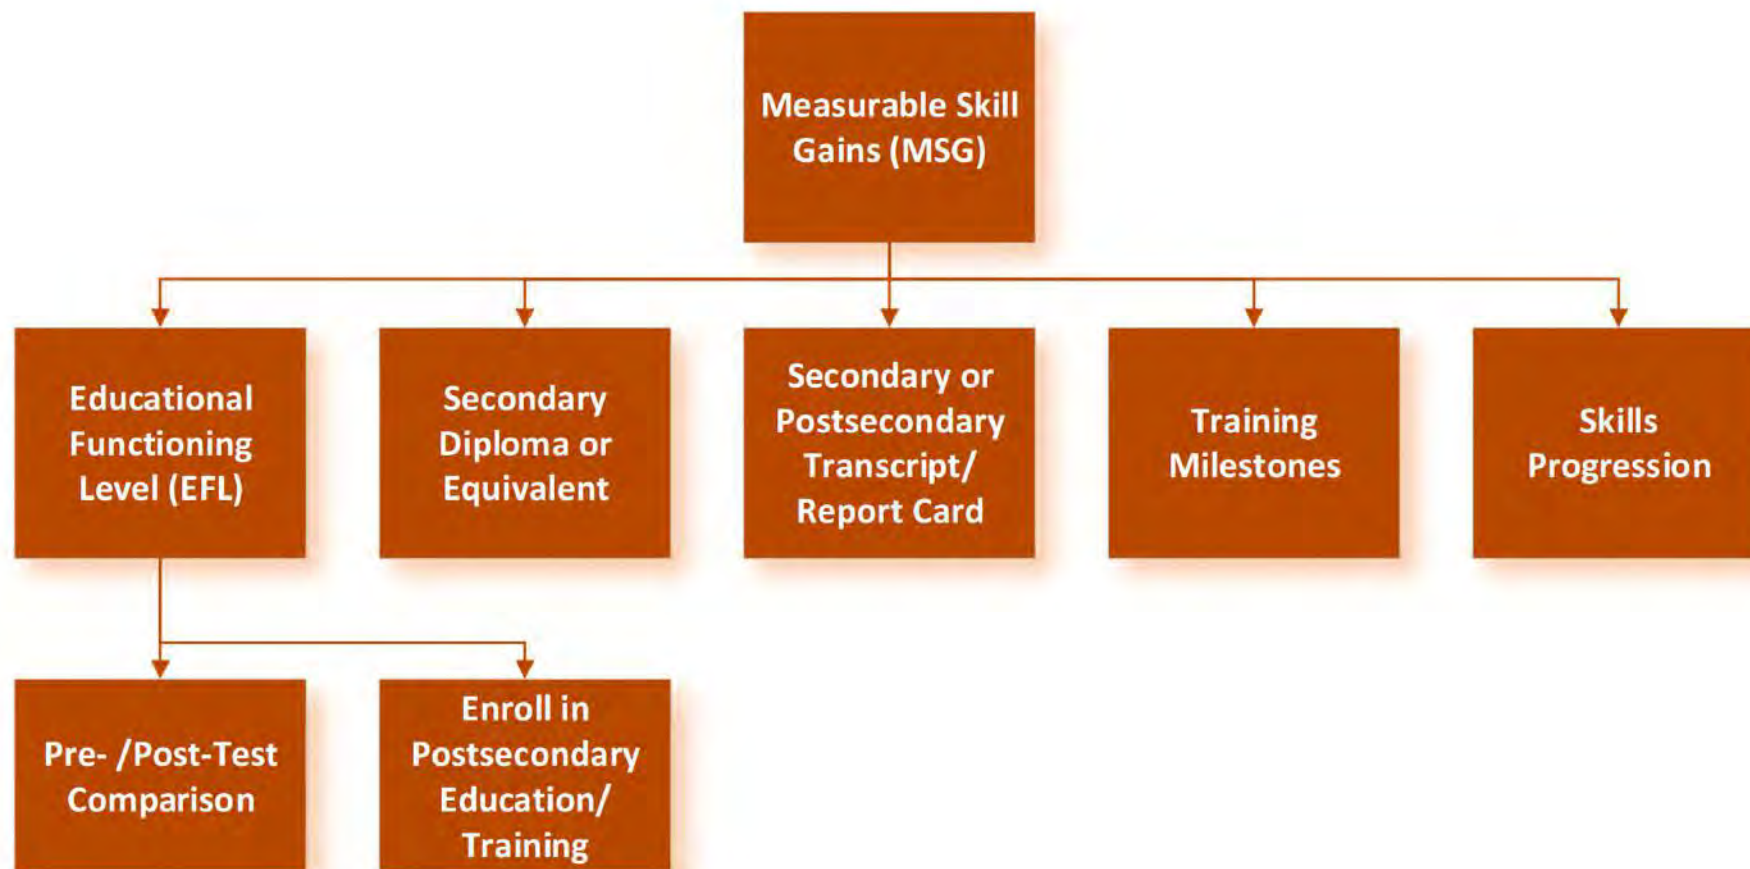 Measurable Skill
Gains (MSG)
Educational
Functioning
Level (EFL)
Secondary
Diploma or
Equivalent
Secondary or
Postsecondary
Transcript/
Report Card
Training
Milestones
Skills
Progression
Pre- /Post-Test
Comparison
Enroll in
Postsecondary
Education/
Training